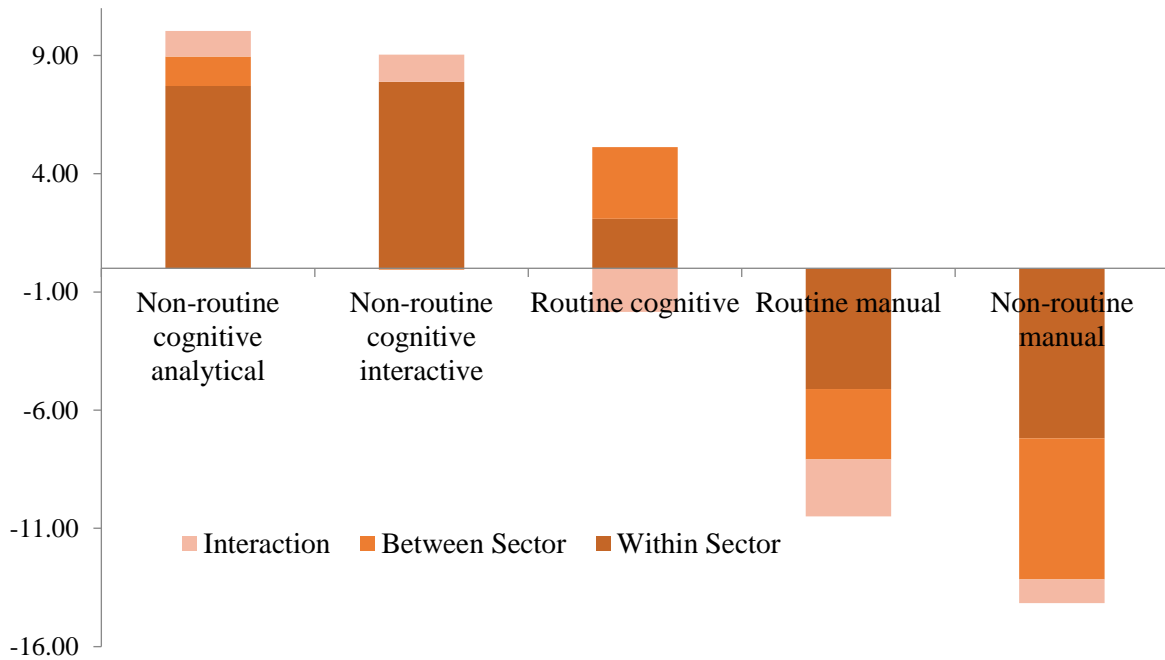 9.00
4.00
-1.00
-6.00
-11.00
-16.00
Non-routine
cognitive
analytical
Non-routine
cognitive
interactive
Routine cognitive
Routine manual
Non-routine
manual
Interaction
Between Sector
Within Sector